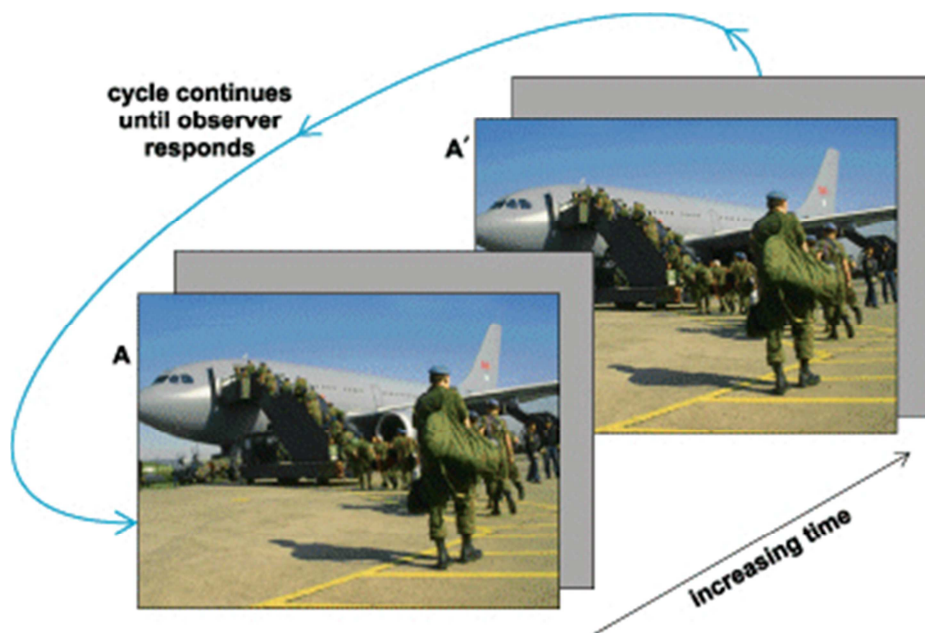 cycle continues
until observer
responds
A′
A
increasing time